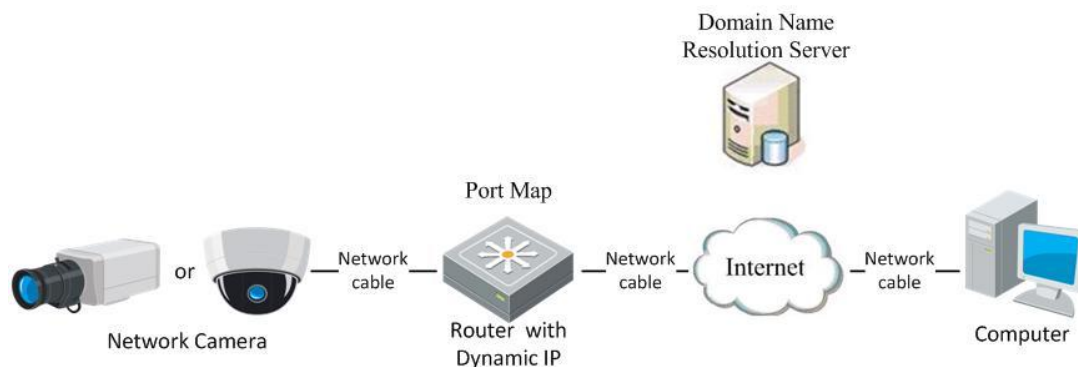 Domain Name
Resolution Server
Port Map
or
Network
cable
Network
cable
Internet
Network
cable
Network Camera
Router with
Dynamic IP
Computer